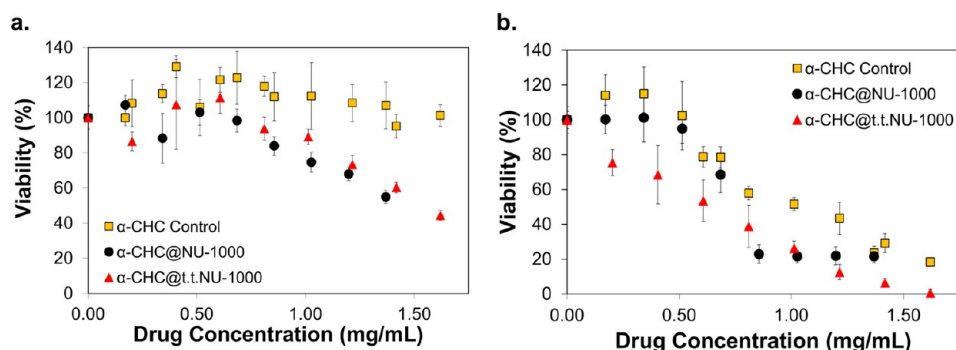 a.
140
120
100
80
60
40
20
0
Viability (%)
α-CHC Control
α-CHC@NU-1000
α-CHC@t.t.NU-1000
0.00
0.50
1.00
1.50
Drug Concentration (mg/mL)
b.
140
120
100
80
60
40
20
0
Viability (%)
α-CHC Control
α-CHC@NU-1000
α-CHC@t.t.NU-1000
0.00
0.50
1.00
1.50
Drug Concentration (mg/mL)